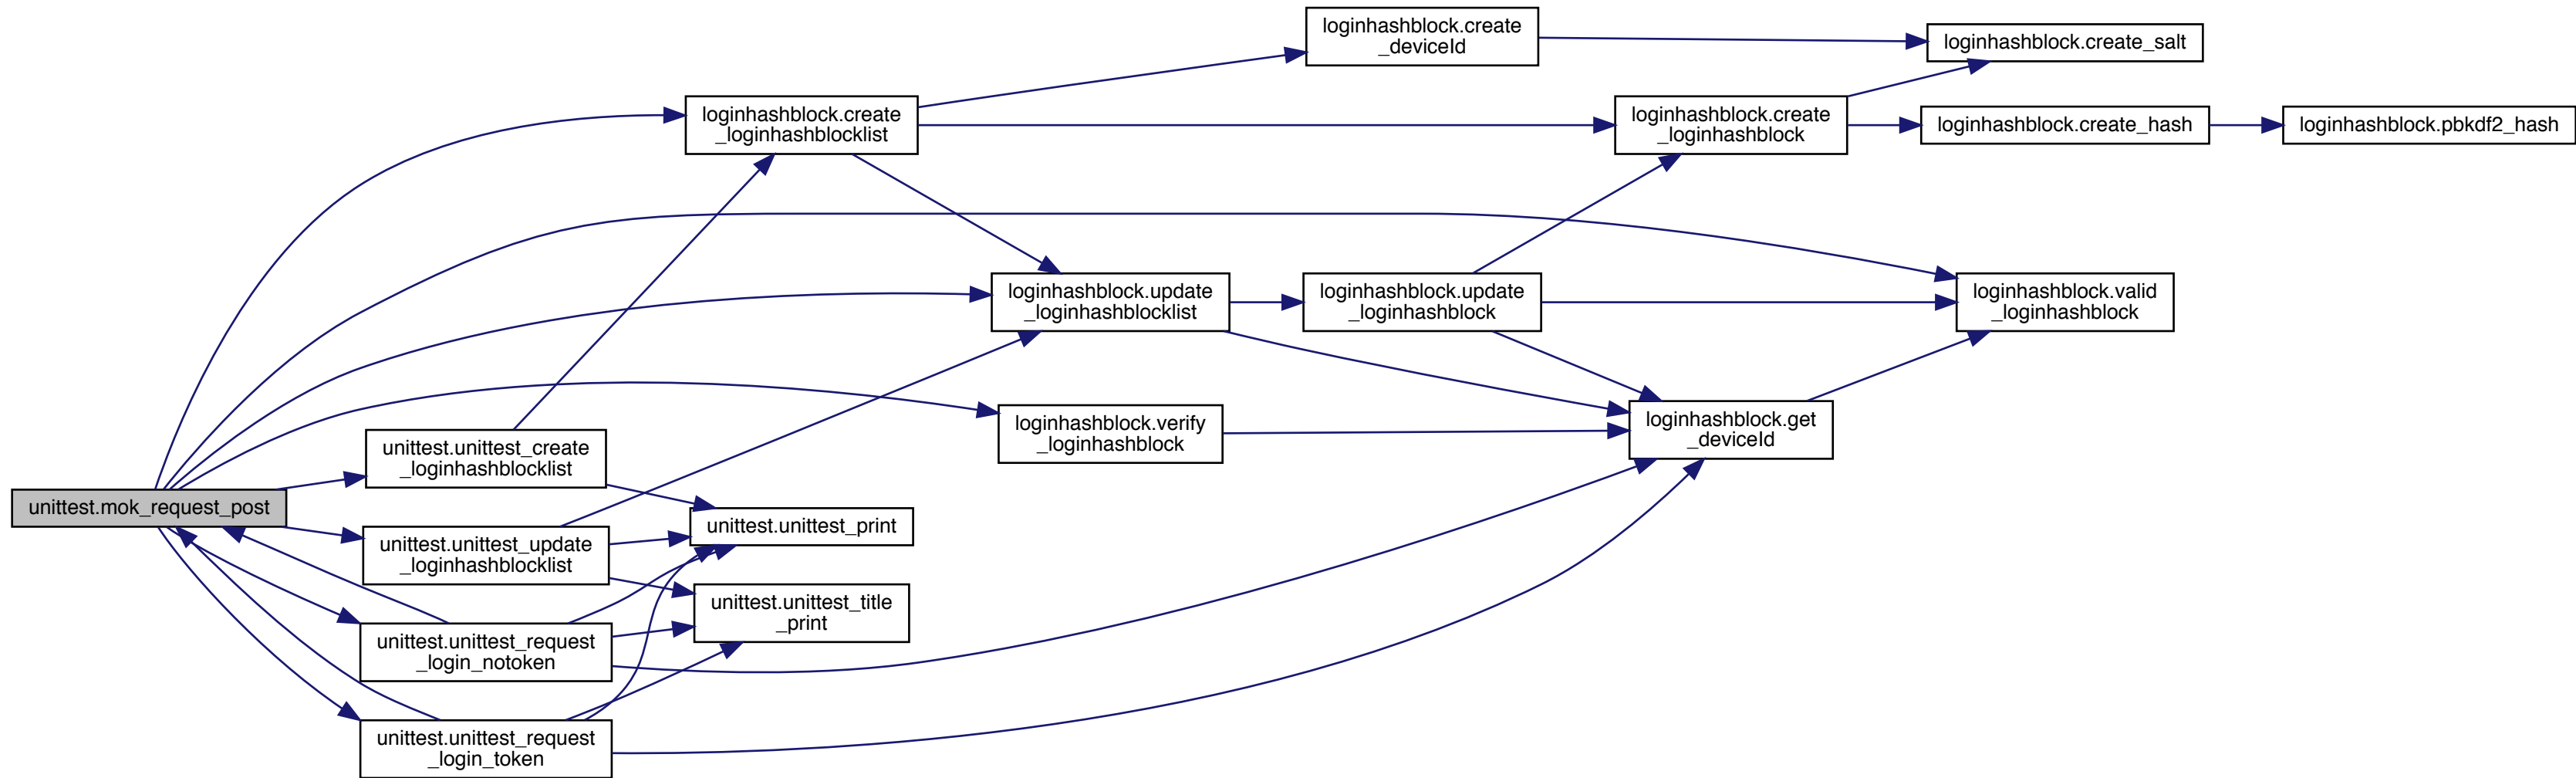 loginhashblock.create
_deviceId
loginhashblock.create_salt
loginhashblock.create
_loginhashblocklist
loginhashblock.create
_loginhashblock
loginhashblock.create_hash
loginhashblock.pbkdf2_hash
loginhashblock.update
_loginhashblocklist
loginhashblock.update
_loginhashblock
loginhashblock.valid
_loginhashblock
loginhashblock.verify
_loginhashblock
loginhashblock.get
_deviceId
unittest.unittest_create
_loginhashblocklist
unittest.mok_request_post
unittest.unittest_print
unittest.unittest_update
_loginhashblocklist
unittest.unittest_title
_print
unittest.unittest_request
_login_notoken
unittest.unittest_request
_login_token